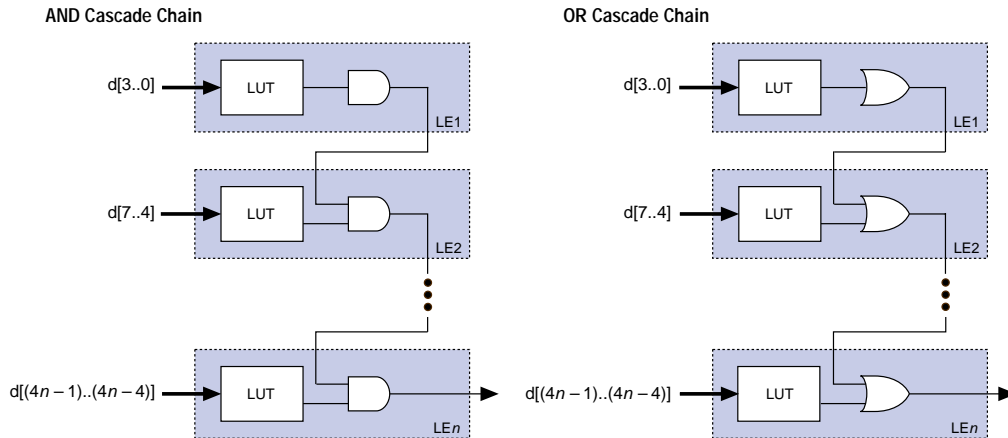 AND Cascade Chain
d[3..0]
LUT
LE1
d[7..4]
LUT
LE2
d[(4n – 1)..(4n – 4)]
LUT
LEn
OR Cascade Chain
d[3..0]
LUT
LE1
d[7..4]
LUT
LE2
d[(4n – 1)..(4n – 4)]
LUT
LEn